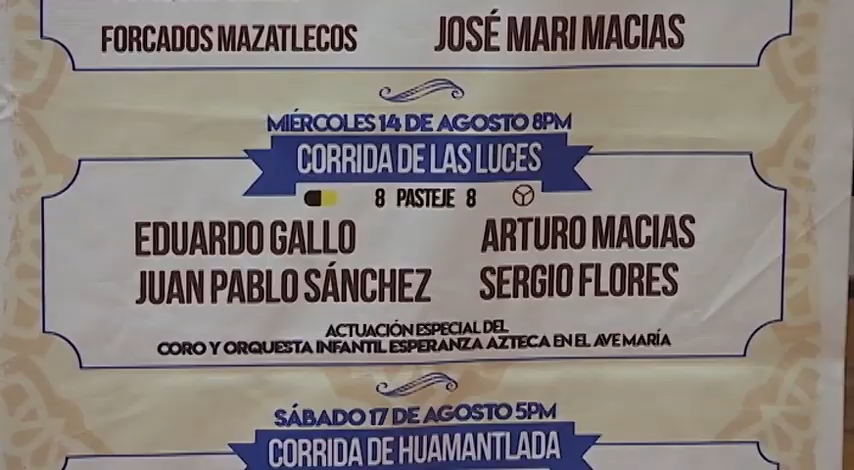 FORCADOS MAZATLECOS JOSÉ MARI MACIAS
MIÉRCOLES 14 DE AGOSTO 8PM
CORRIDA DE LAS LUCES
8 PASTEJE 8
EDUARDO GALLO ARTURO MACIAS
JUAN PABLO SÁNCHEZ SERGIO FLORES
ACTUACIÓN ESPECIAL DEL
CORO Y ORQUESTA INFANTIL ESPERANZA AZTECA EN EL AVE MARÍA
SÁBADO 17 DE AGOSTO 5PM
CORRIDA DE HUAMANTLADA